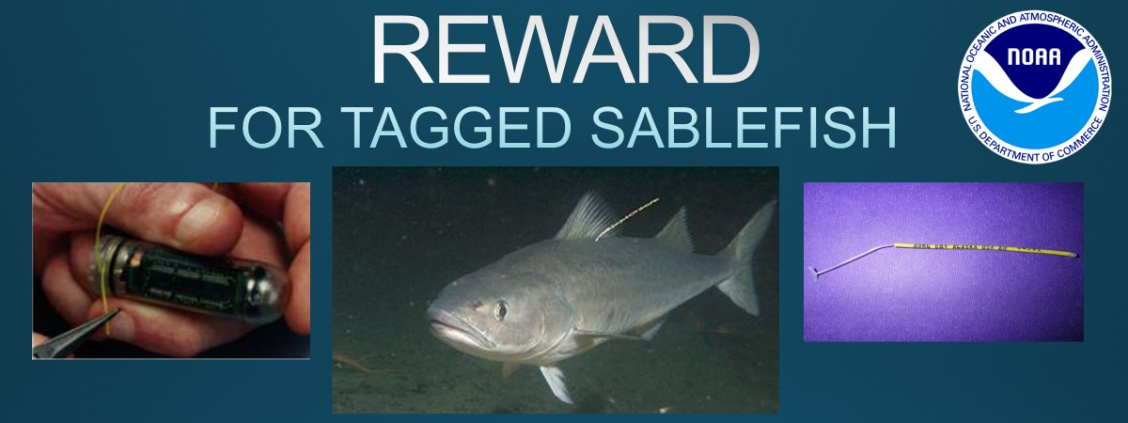 REWARD
FOR TAGGED SABLEFISH
NATIONAL OCEANIC AND ATMOSPHERIC ADMINISTRATION
NOAA
U.S. DEPARTMENT OF COMMERCE